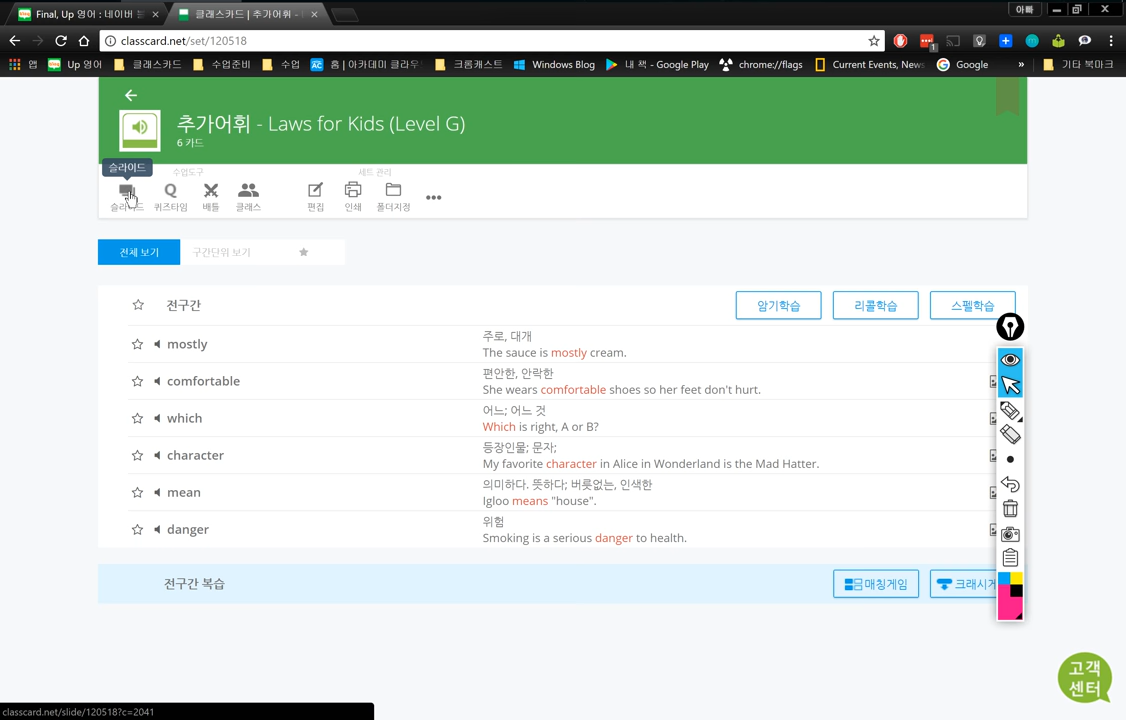 Final, Up 영어 : 네이버 블
클래스카드 | 추가어휘 -
아빠
classcard.net/set/120518
1
앱
Up 영어
클래스카드
수업준비
수업
홈 | 아카데미 클라우
크롬캐스트
Windows Blog
내 책 - Google Play
chrome://flags
Current Events, News
Google
»
기타 북마크
추가어휘 - Laws for Kids (Level G)
6 카드
슬라이드
수업도구
세트 관리
슬라이드
Q
퀴즈타임
배틀
클래스
편집
인쇄
폴더지정
전체 보기
구간단위 보기
전구간
암기학습
리콜학습
스펠학습
mostly
주로, 대개
The sauce is mostly cream.
comfortable
편안한, 안락한
She wears comfortable shoes so her feet don't hurt.
which
어느; 어느 것
Which is right, A or B?
character
등장인물; 문자;
My favorite character in Alice in Wonderland is the Mad Hatter.
mean
의미하다. 뜻하다; 버릇없는, 인색한
Igloo means "house".
danger
위험
Smoking is a serious danger to health.
전구간 복습
매칭게임
크래시게
고객
센터
classcard.net/slide/120518?c=2041